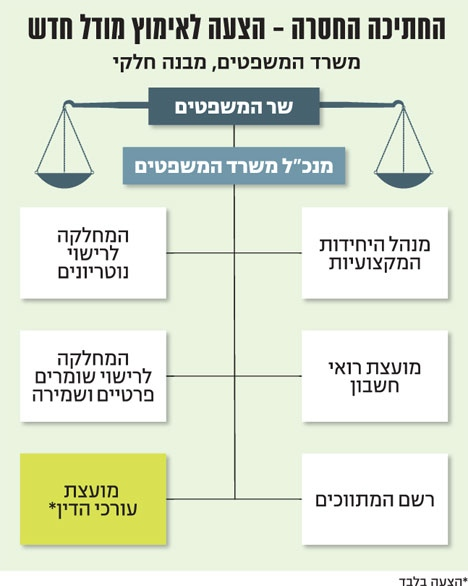 החתיכה החסרה - הצעה לאימוץ מודל חדש
משרד המשפטים, מבנה חלקי
שר המשפטים
מנכ"ל משרד המשפטים
מנהל היחידות
המקצועיות
המחלקה
לרישוי
נוטריונים
מועצת רואי
חשבון
המחלקה
לרישוי שומרים
פרטיים ושמירה
רשם המתווכים
מועצת
עורכי הדין*
*הצעה בלבד